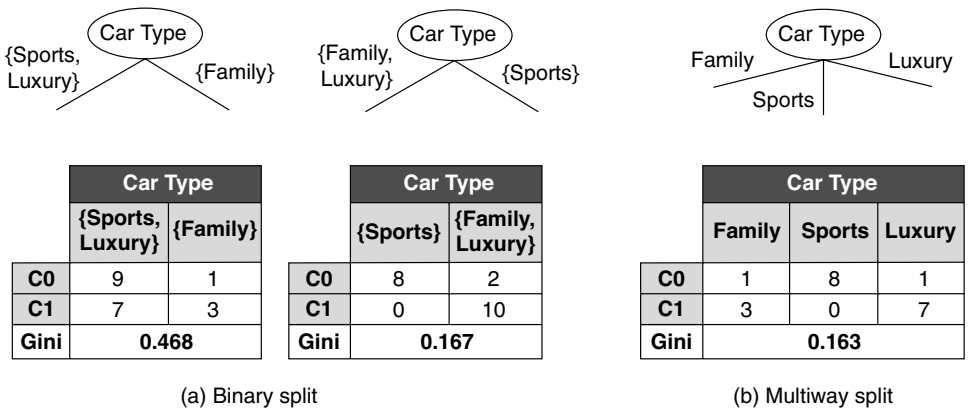 Car Type
{Sports,
Luxury}
{Family}
Car Type
{Family,
Luxury}
{Sports}
Car Type
Family
Sports
Luxury
Car Type
{Sports,
Luxury}
{Family}
C0 9 1
C1 7 3
Gini 0.468
Car Type
{Sports}
{Family,
Luxury}
C0 8 2
C1 0 10
Gini 0.167
(a) Binary split
Car Type
Family Sports Luxury
C0 1 8 1
C1 3 0 7
Gini 0.163
(b) Multiway split